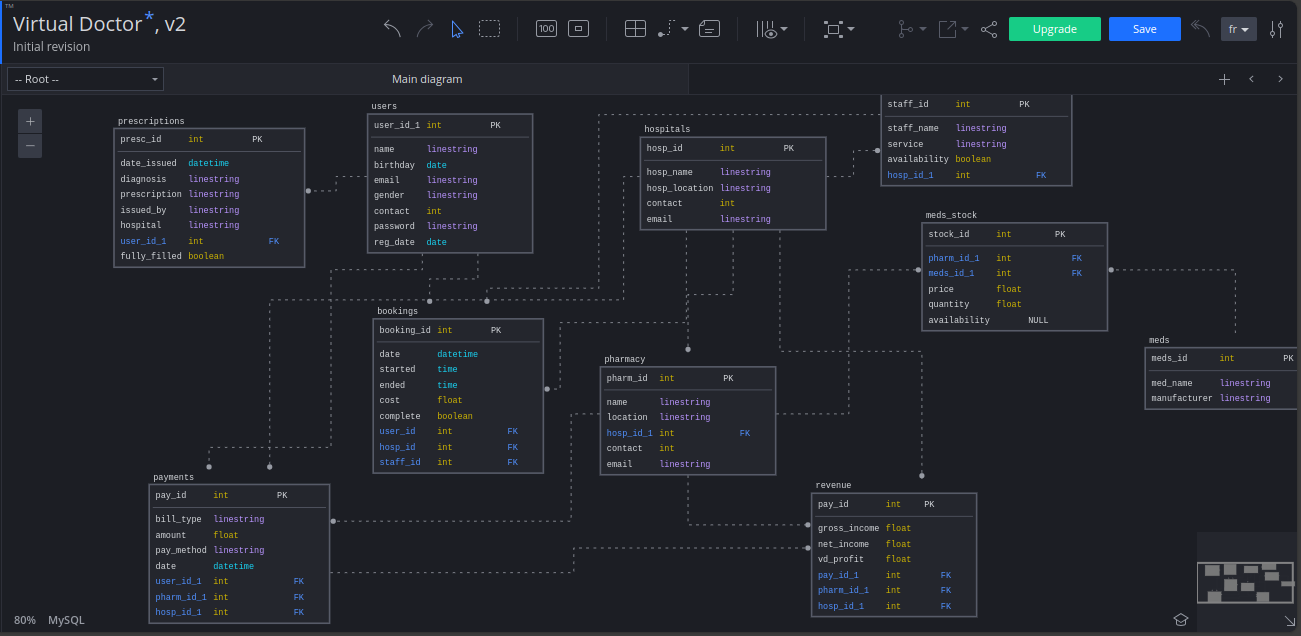 TM
Virtual Doctor*, v2
Initial revision
100
Upgrade
Save
fr
-- Root --
Main diagram
prescriptions
presc_id int PK
date_issued datetime
diagnosis linestring
prescription linestring
issued_by linestring
hospital linestring
user_id_1 int FK
fully_filled boolean
users
user_id_1 int PK
name linestring
birthday date
email linestring
gender linestring
contact int
password linestring
reg_date date
hospitals
hosp_id int PK
hosp_name linestring
hosp_location linestring
contact int
email linestring
staff_id int PK
staff_name linestring
service linestring
availability boolean
hosp_id_1 int FK
meds_stock
stock_id int PK
pharm_id_1 int FK
meds_id_1 int FK
price float
quantity float
availability NULL
meds
meds_id int PK
med_name linestring
manufacturer linestring
bookings
booking_id int PK
date datetime
started time
ended time
cost float
complete boolean
user_id int FK
hosp_id int FK
staff_id int FK
pharmacy
pharm_id int PK
name linestring
location linestring
hosp_id_1 int FK
contact int
email linestring
payments
pay_id int PK
bill_type linestring
amount float
pay_method linestring
date datetime
user_id_1 int FK
pharm_id_1 int FK
hosp_id_1 int FK
revenue
pay_id int PK
gross_income float
net_income float
vd_profit float
pay_id_1 int FK
pharm_id_1 int FK
hosp_id_1 int FK
80% MySQL